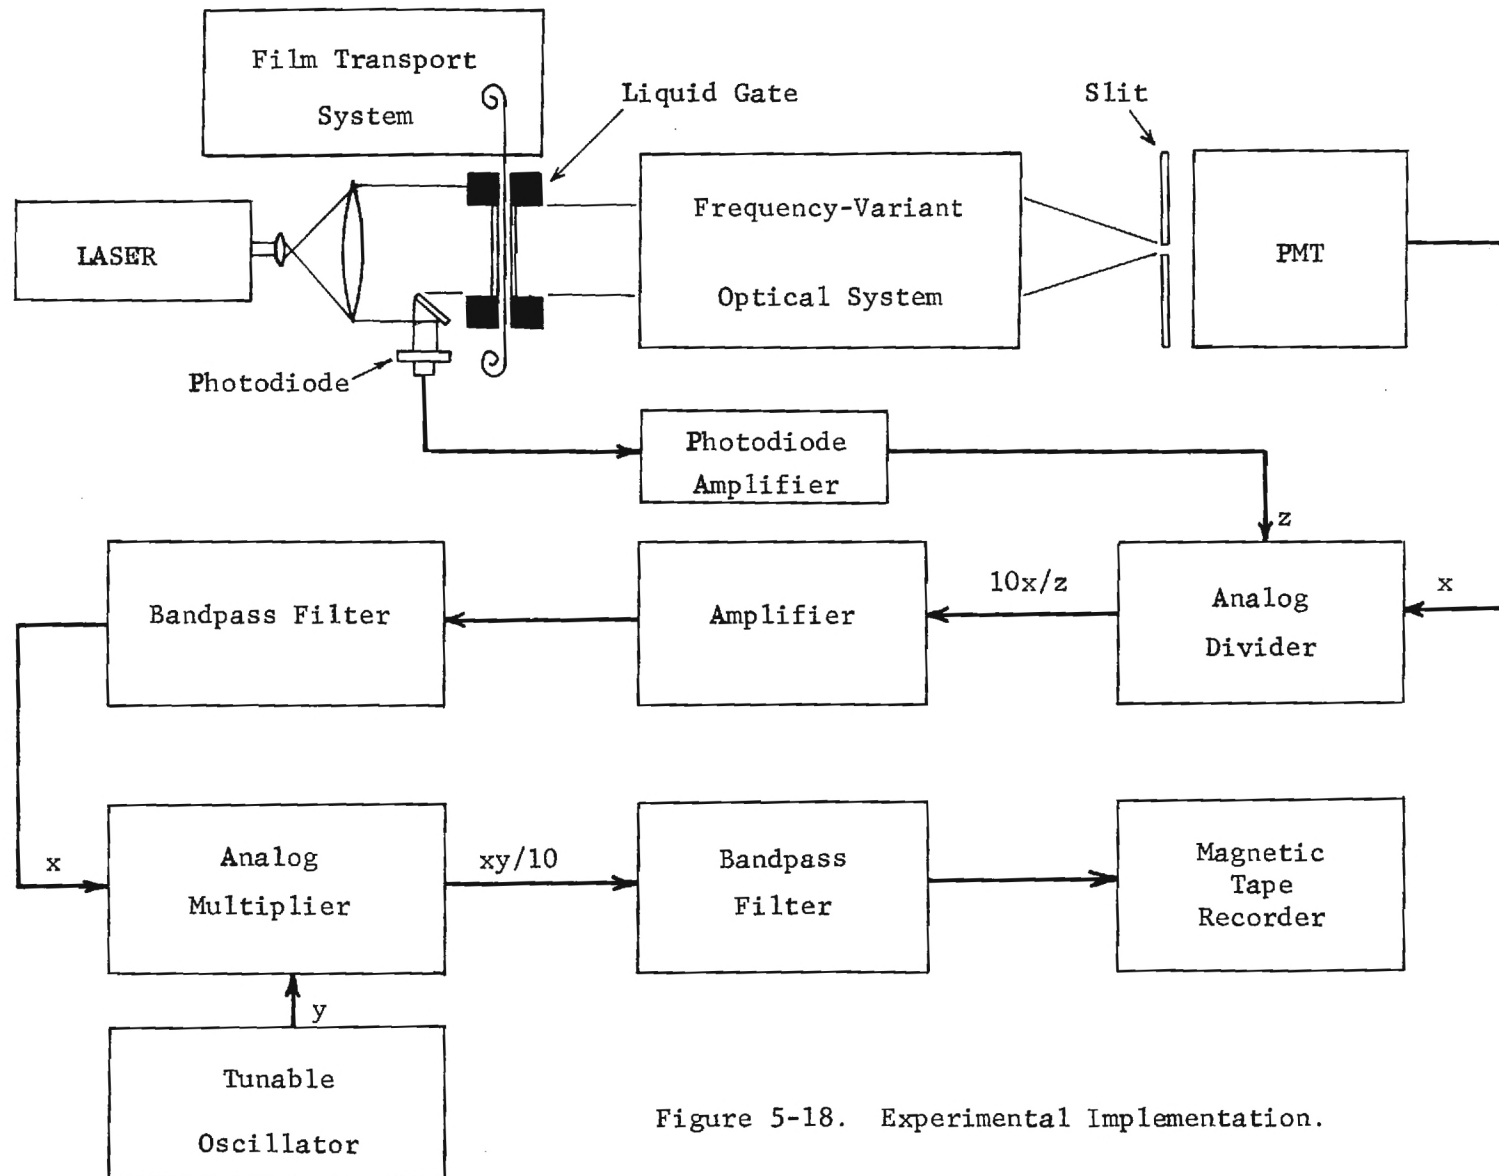 Film Transport
System
Liquid Gate
Slit
LASER
Frequency-Variant
Optical System
PMT
Photodiode
Photodiode
Amplifier
z
Bandpass Filter
Amplifier
10x/z
Analog
Divider
x
x
Analog
Multiplier
xy/10
Bandpass
Filter
Magnetic
Tape
Recorder
y
Tunable
Oscillator
Figure 5-18. Experimental Implementation.